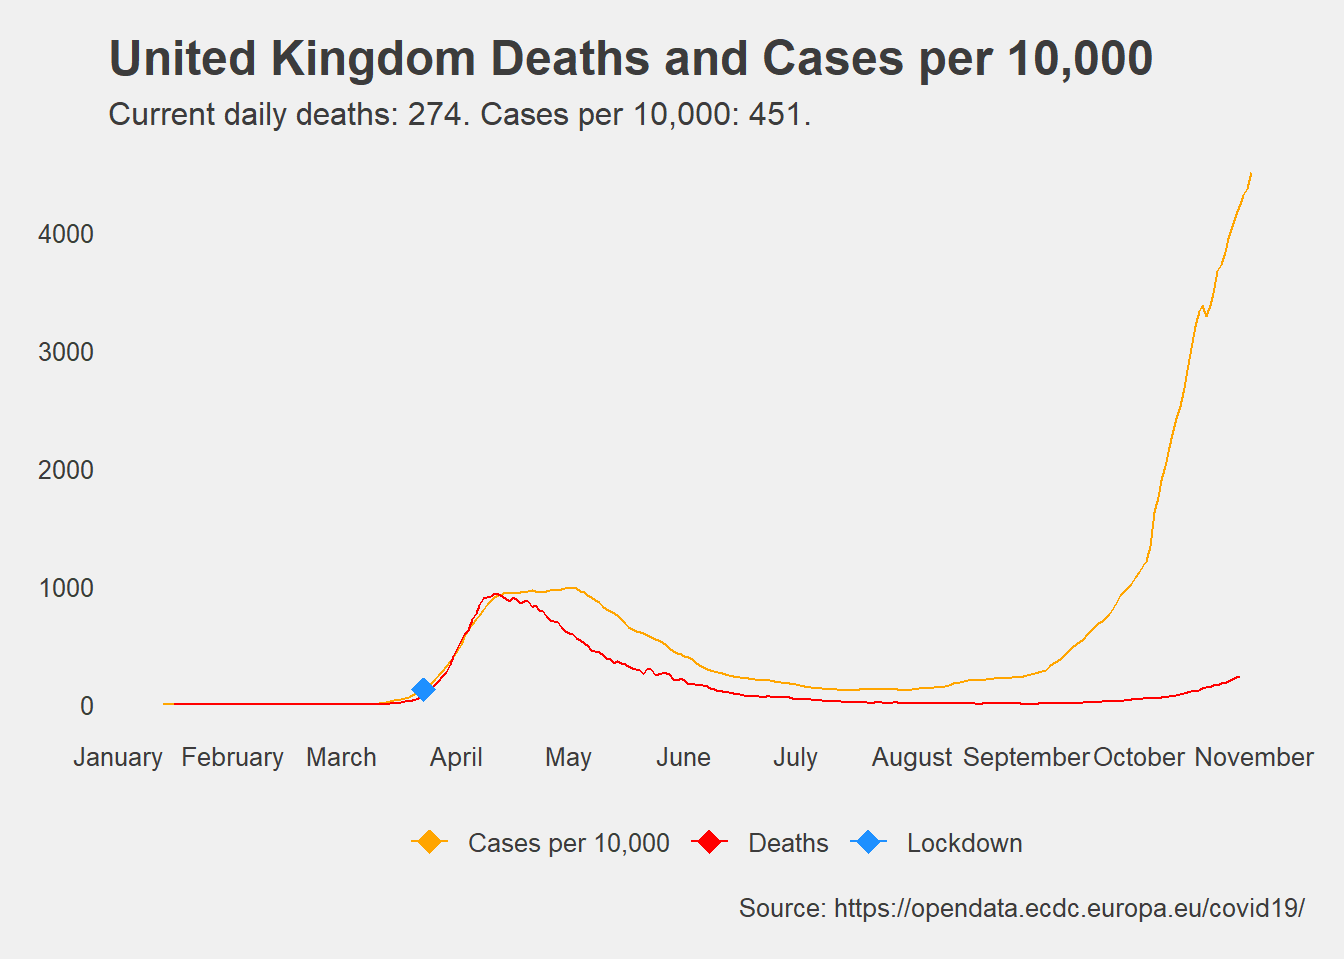 United Kingdom Deaths and Cases per 10,000
Current daily deaths: 274. Cases per 10,000: 451.
4000
3000
2000
1000
0
January February March April May June July August September October November
Cases per 10,000 Deaths Lockdown
Source: https://opendata.ecdc.europa.eu/covid19/